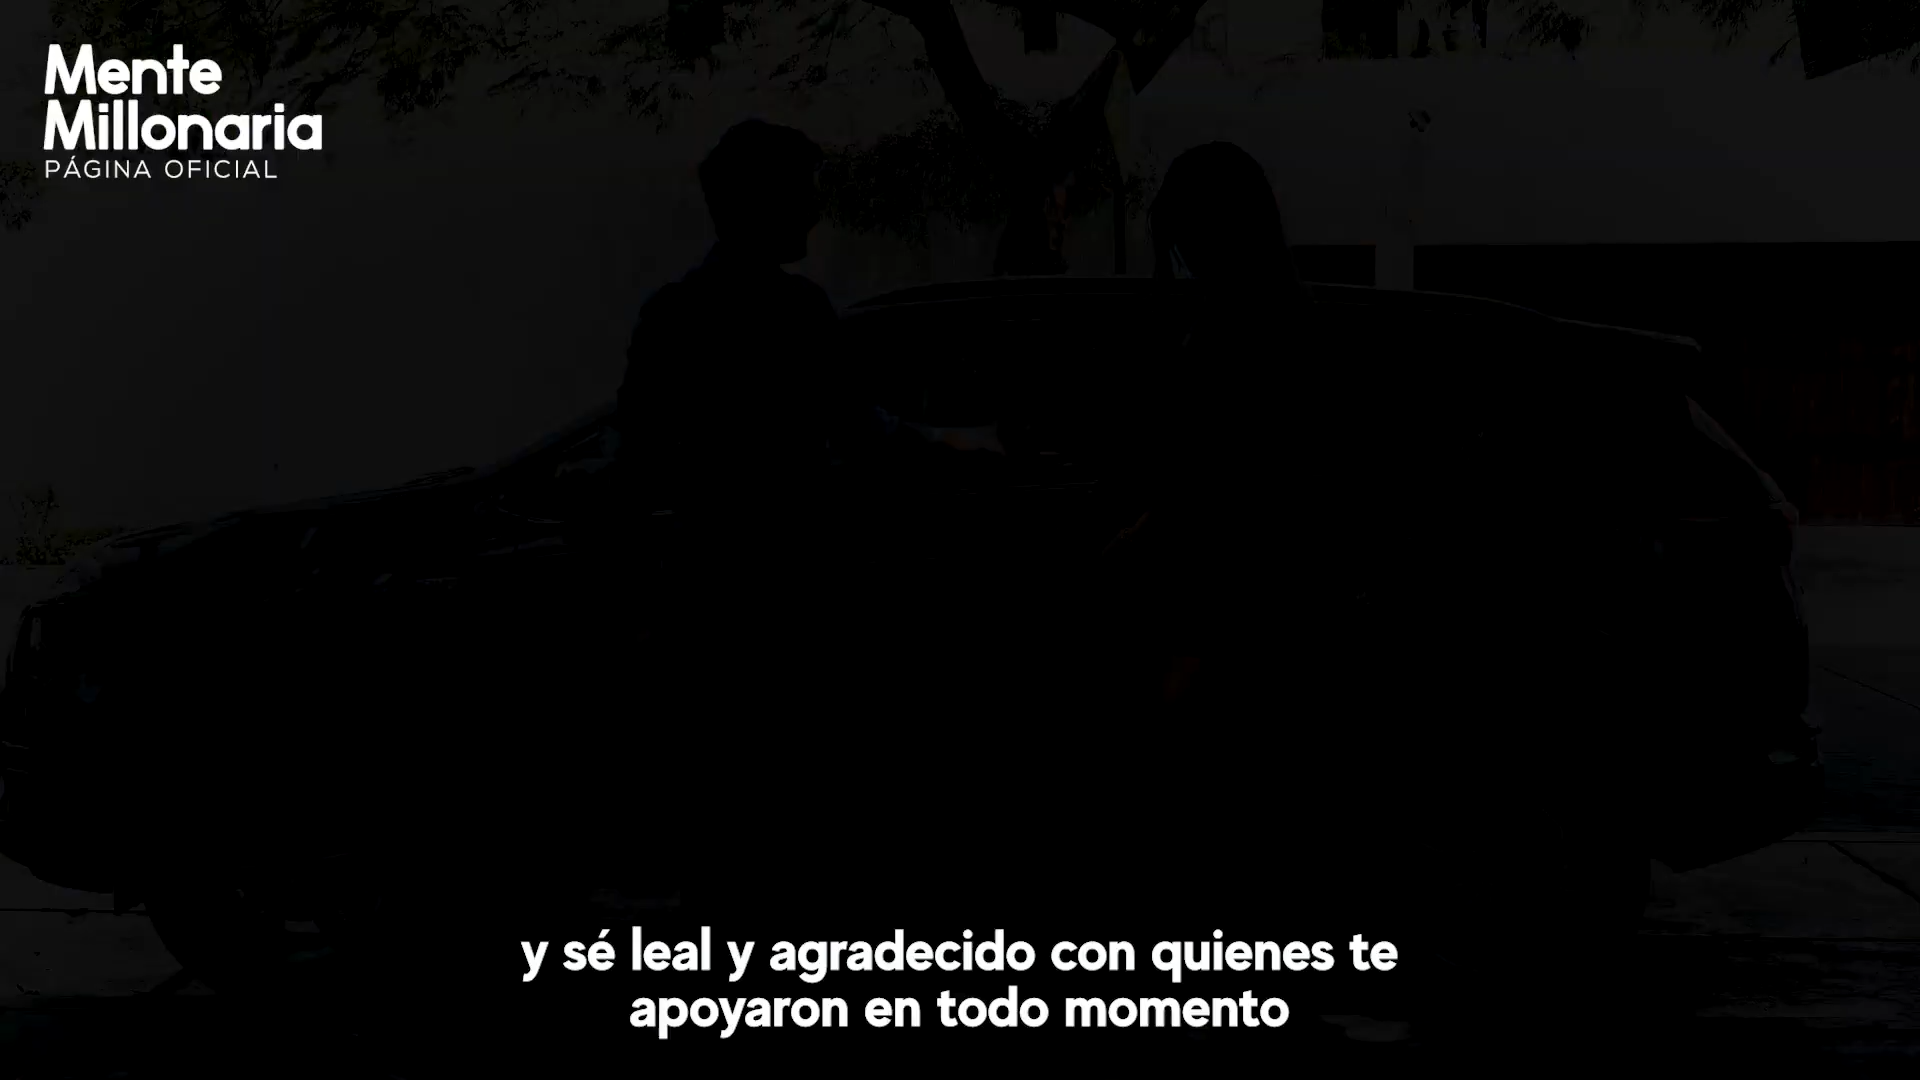 Mente
Millonaria
PÁGINA OFICIAL
y sé leal y agradecido con quienes te
apoyaron en todo momento